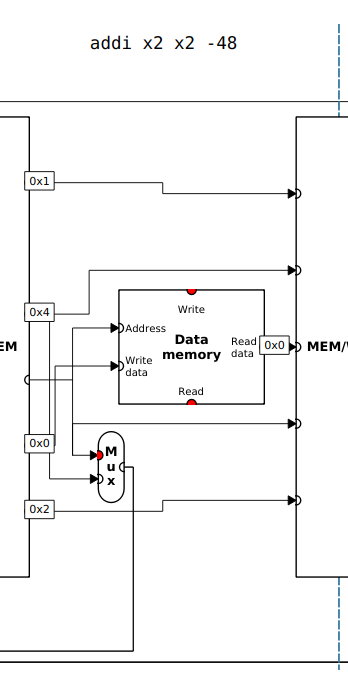 addi x2 x2 -48
0x1
0x4
Write
Address
Data
memory
Read
data
0x0
Write
data
Read
EM
MEM/
0x0
M
u
x
0x2